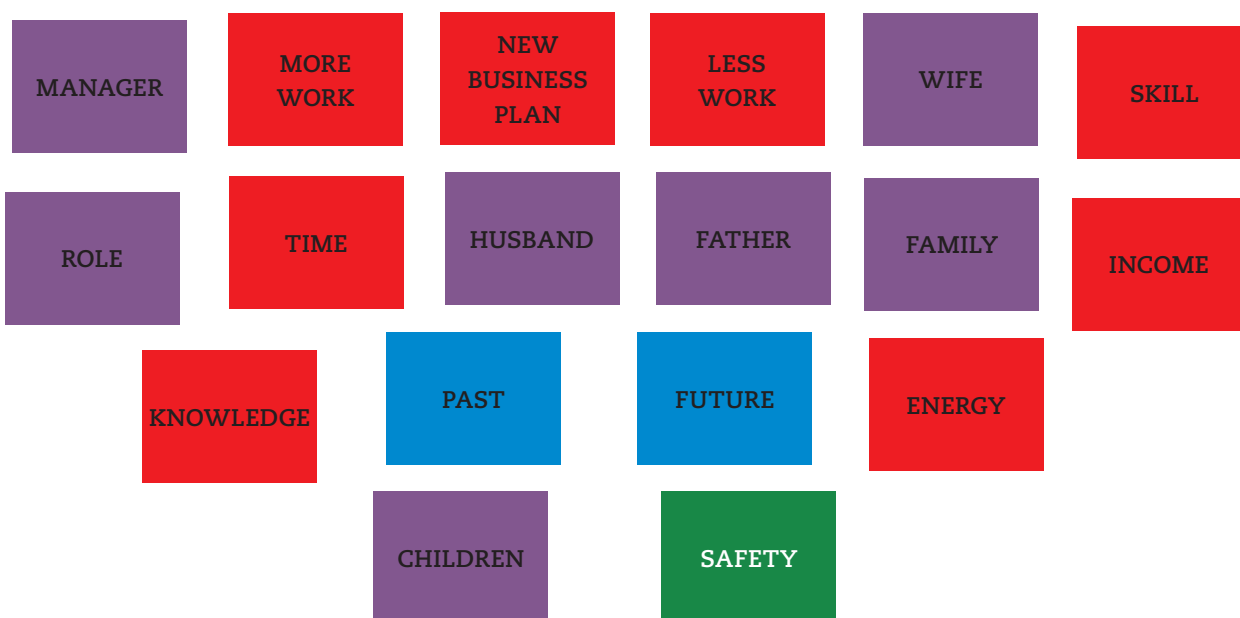 MANAGER
MORE
WORK
NEW
BUSINESS
PLAN
LESS
WORK
WIFE
SKILL
ROLE
TIME
HUSBAND
FATHER
FAMILY
INCOME
KNOWLEDGE
PAST
FUTURE
ENERGY
CHILDREN
SAFETY